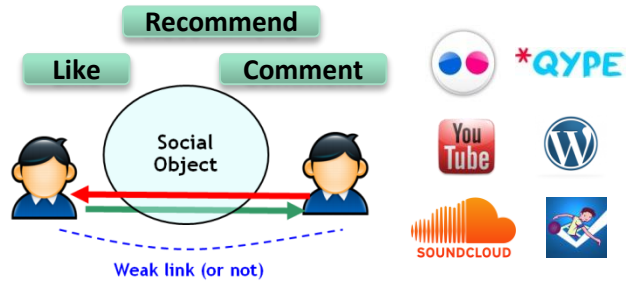 Recommend
Like
Comment
Social
Object
Weak link (or not)
*QYPE
You
Tube
W
SOUNDCLOUD